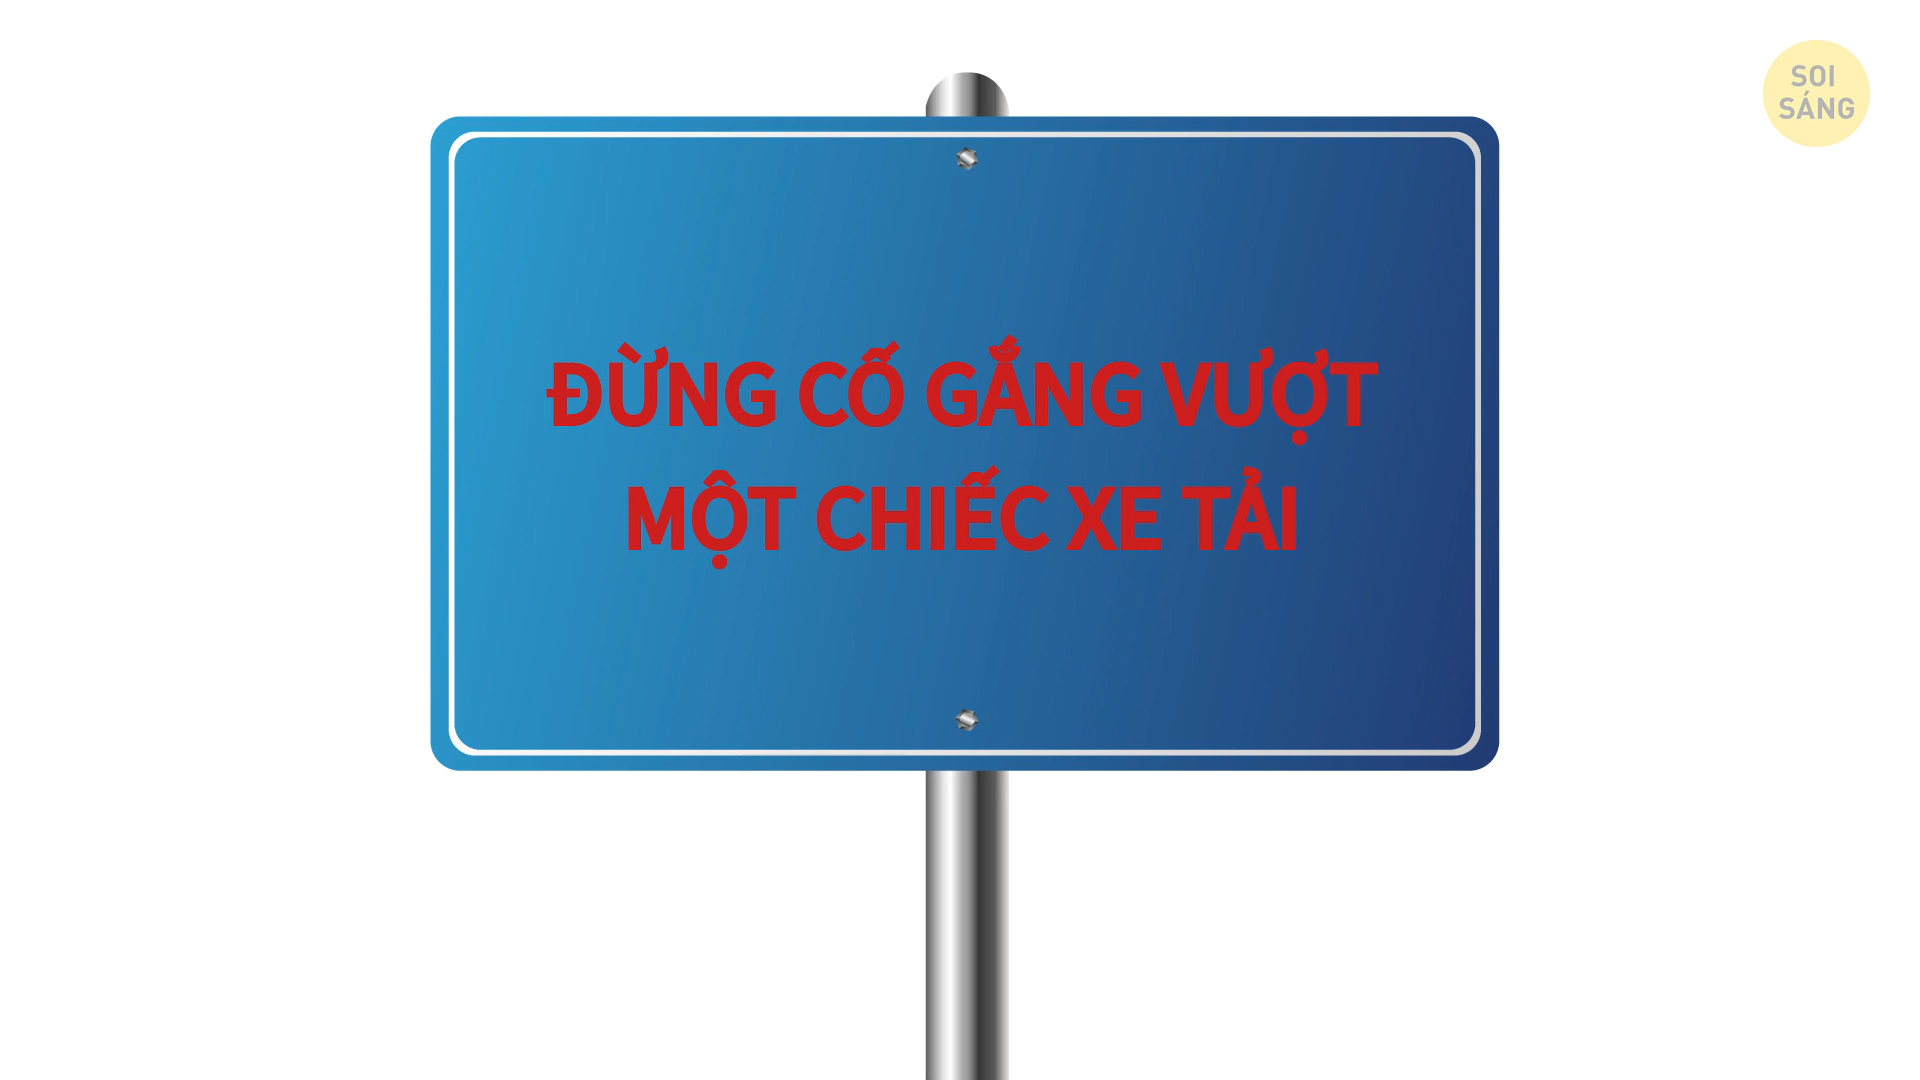 SOI
SÁNG
ĐỪNG CỐ GẮNG VƯỢT
MỘT CHIẾC XE TẢI